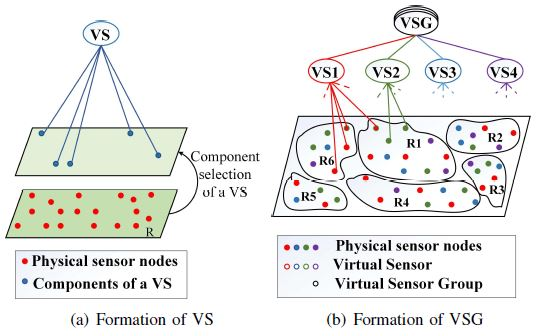 VS
Component
selection
of a VS
R
Physical sensor nodes
Components of a VS
(a) Formation of VS
VSG
VS1
VS2
VS3
VS4
R1
R2
R6
R3
R5
R4
Physical sensor nodes
Virtual Sensor
Virtual Sensor Group
(b) Formation of VSG